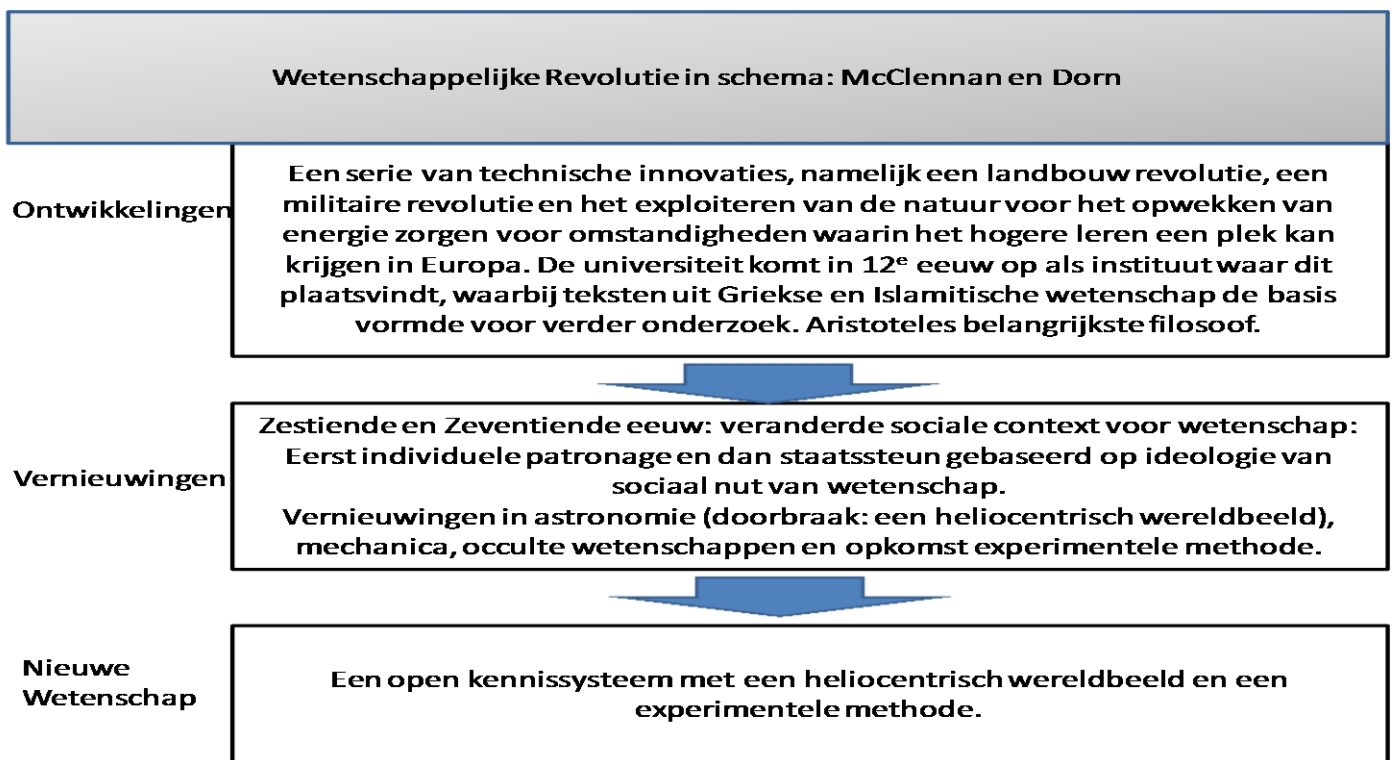 Wetenschappelijke Revolutie in schema: McClennan en Dorn
Ontwikkelingen
Een serie van technische innovaties, namelijk een landbouw revolutie, een
militaire revolutie en het exploiteren van de natuur voor het opwekken van
energie zorgen voor omstandigheden waarin het hogere leren een plek kan
krijgen in Europa. De universiteit komt in 12e eeuw op als instituut waar dit
plaatsvindt, waarbij teksten uit Griekse en Islamitische wetenschap de basis
vormde voor verder onderzoek. Aristoteles belangrijkste filosoof.
Vernieuwingen
Zestiende en Zeventiende eeuw: veranderde sociale context voor wetenschap:
Eerst individuele patronage en dan staatssteun gebaseerd op ideologie van
sociaal nut van wetenschap.
Vernieuwingen in astronomie (doorbraak: een heliocentrisch wereldbeeld),
mechanica, occulte wetenschappen en opkomst experimentele methode.
Nieuwe
Wetenschap
Een open kennissysteem met een heliocentrisch wereldbeeld en een
experimentele methode.